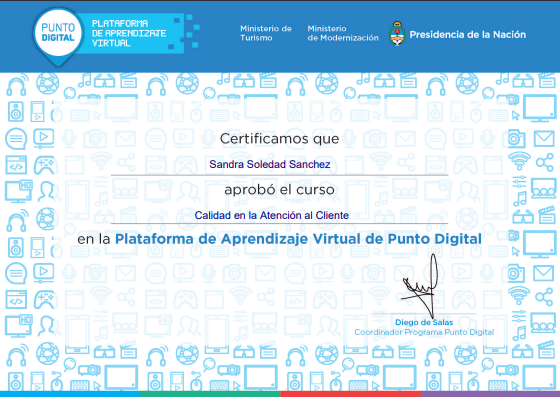 PUNTO
DIGITAL
PLATAFORMA
DE APRENDIZAJE
VIRTUAL
Ministerio de
Turismo
Ministerio
de Modernización
Presidencia de la Nación
Certificamos que
Sandra Soledad Sanchez
aprobó el curso
Calidad en la Atención al Cliente
en la Plataforma de Aprendizaje Virtual de Punto Digital
Diego de Salas
Coordinador Programa Punto Digital